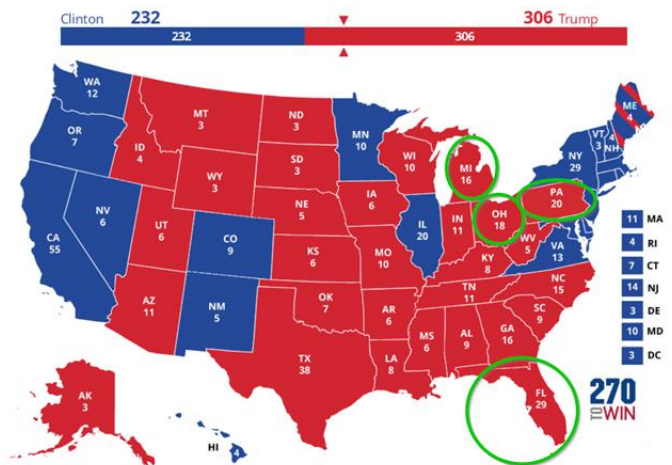 Clinton 232
306 Trump
232
306
WA
12
OR
7
CA
55
NV
6
ID
4
MT
3
WY
3
UT
6
AZ
11
CO
9
NM
5
ND
3
SD
3
NE
5
KS
6
OK
7
TX
38
MN
10
IA
6
MO
10
AR
6
LA
8
WI
10
IL
20
MI
16
IN
11
OH
18
KY
8
TN
11
MS
6
AL
9
GA
16
FL
29
SC
9
NC
15
VA
13
WV
5
PA
20
NY
29
VT
3
4
NH
ME
4
11 MA
4 RI
7 CT
14 NJ
3 DE
10 MD
3 DC
AK
3
HI
4
270
TO WIN